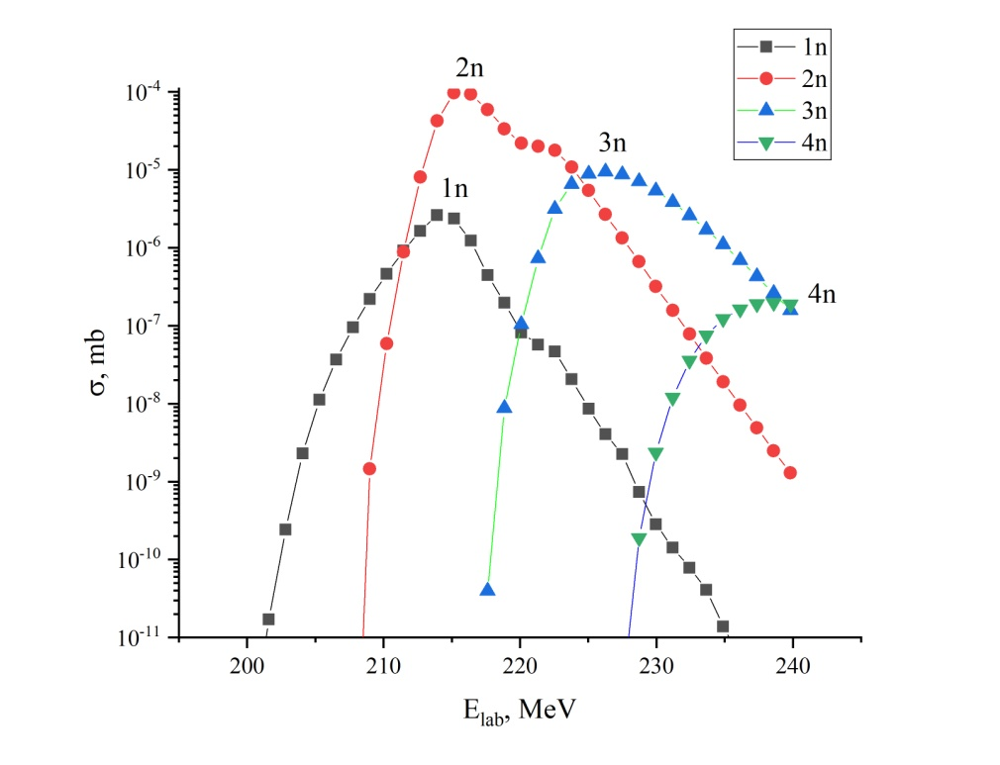 1n
2n
3n
4n
2n
1n
3n
4n
10⁻⁴
10⁻⁵
10⁻⁶
10⁻⁷
10⁻⁸
10⁻⁹
10⁻¹⁰
10⁻¹¹
σ, mb
200 210 220 230 240
E_lab, MeV